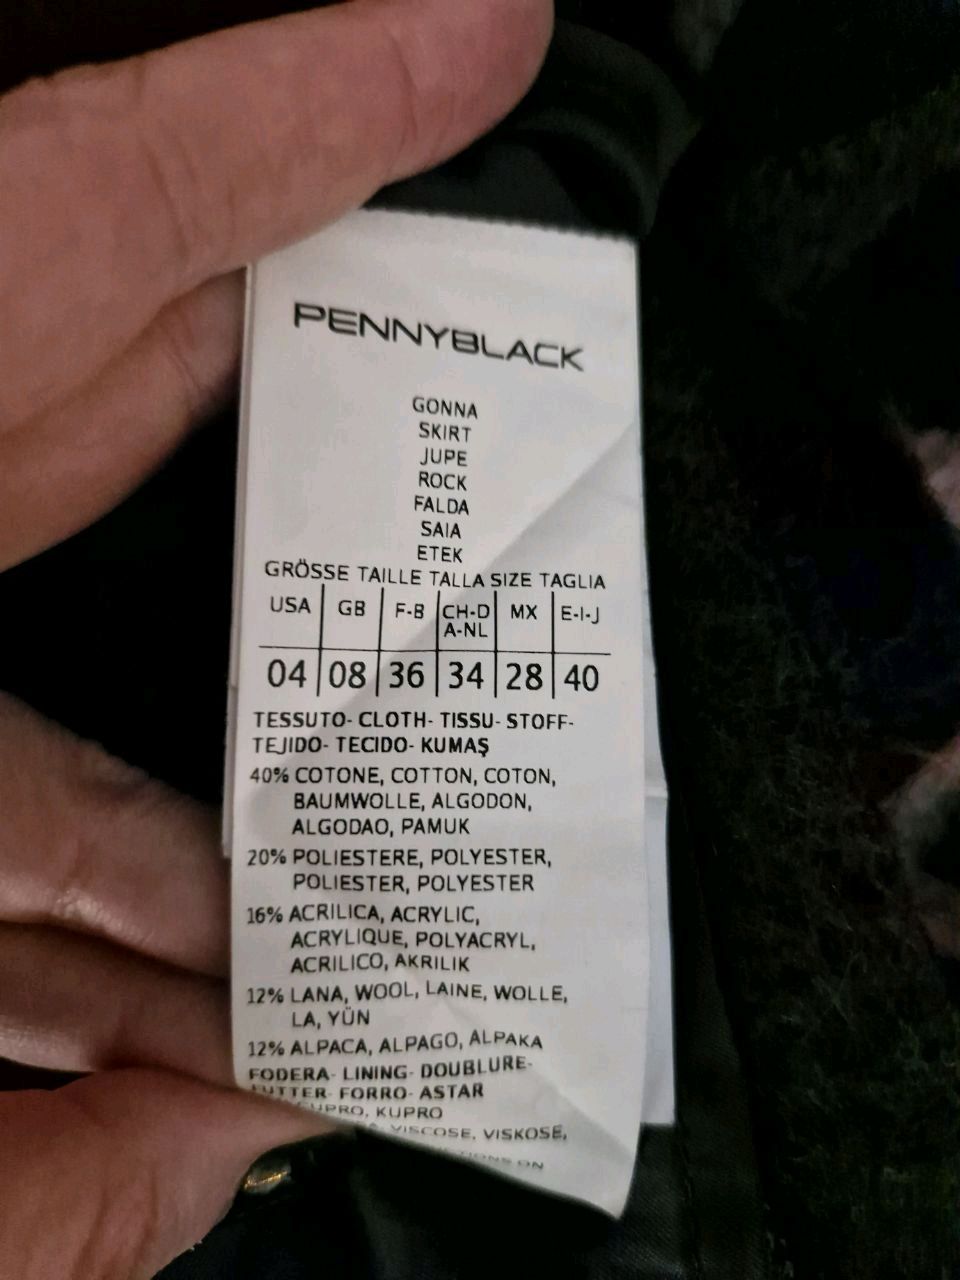 PENNYBLACK
GONNA
SKIRT
JUPE
ROCK
FALDA
SAIA
ETEK
GRÖSSE TAILLE TALLA SIZE TAGLIA
USA GB F-B CH-D A-NL MX E-I-J
04 08 36 34 28 40
TESSUTO- CLOTH- TISSU- STOFF-
TEJIDO- TECIDO- KUMAŞ
40% COTONE, COTTON, COTON,
BAUMWOLLE, ALGODON,
ALGODAO, PAMUK
20% POLIESTERE, POLYESTER,
POLIESTER, POLYESTER
16% ACRILICA, ACRYLIC,
ACRYLIQUE, POLYACRYL,
ACRILICO, AKRILIK
12% LANA, WOOL, LAINE, WOLLE,
LA, YÜN
12% ALPACA, ALPAGO, ALPAKA
FODERA- LINING- DOUBLURE-
FUTTER- FORRO- ASTAR
CUPRO, KUPRO
VISCOSE, VISKOSE,
ON